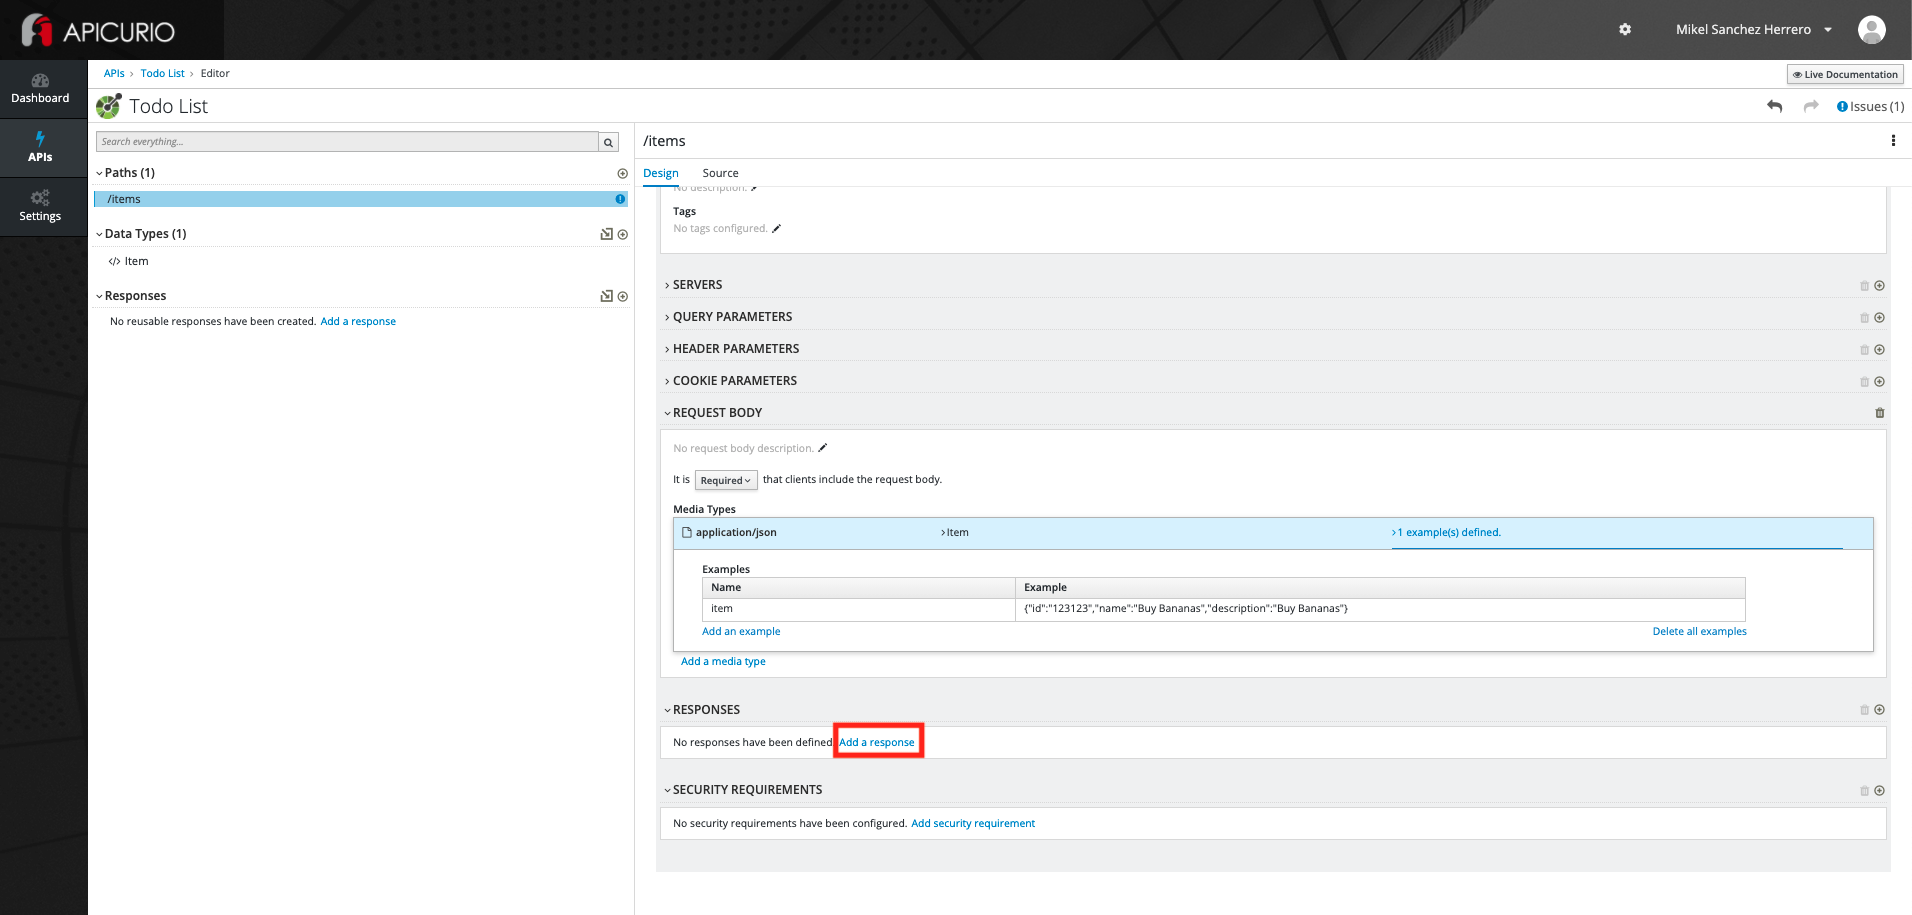 APICURIO
Mikel Sanchez Herrero
Dashboard
APIs
Settings
APIs › Todo List › Editor
Live Documentation
Todo List
Issues (1)
Search everything...
Paths (1)
/items
Data Types (1)
Item
Responses
No reusable responses have been created. Add a response
/items
Design Source
No description.
Tags
No tags configured.
SERVERS
QUERY PARAMETERS
HEADER PARAMETERS
COOKIE PARAMETERS
REQUEST BODY
No request body description.
It is Required that clients include the request body.
Media Types
application/json Item 1 example(s) defined.
Examples
Name Example
item {"id":"123123","name":"Buy Bananas","description":"Buy Bananas"}
Add an example Delete all examples
Add a media type
RESPONSES
No responses have been defined Add a response
SECURITY REQUIREMENTS
No security requirements have been configured. Add security requirement